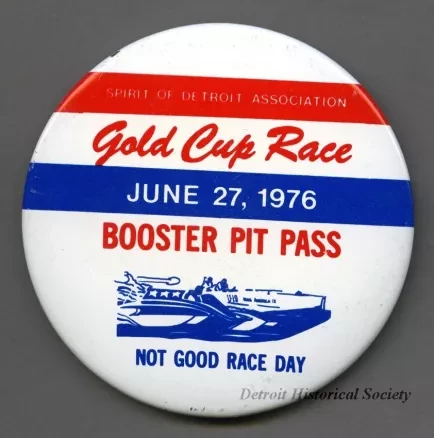 SPIRIT OF DETROIT ASSOCIATION
Gold Cup Race
JUNE 27, 1976
BOOSTER PIT PASS
NOT GOOD RACE DAY
Detroit Historical Society